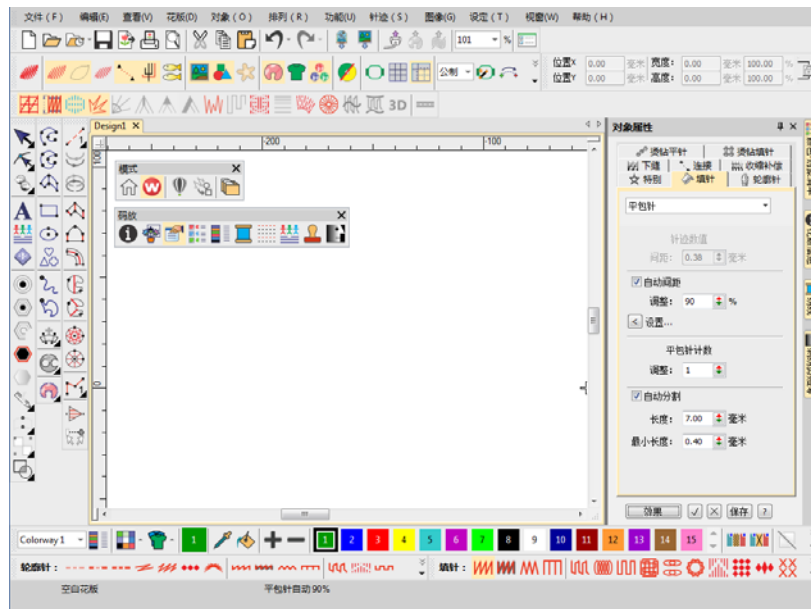 文件(F) 编辑(E) 查看(V) 花版(D) 对象(O) 排列(R) 功能(U) 针迹(S) 图像(G) 设定(T) 视窗(W) 帮助(H)
101 %
公制 位置X 0.00 毫米 宽度: 0.00 毫米 100.00 %
位置Y 0.00 毫米 高度: 0.00 毫米 100.00 %
3D
Design1
-200 -100
100
0
模式
码放
对象属性
烫钻平针 烫钻填针
下缝 连接 收缩补偿
特别 填针 轮廓针
平包针
针迹数值
间距: 0.38 毫米
自动间距
调整: 90 %
< 设置...
平包针计数
调整: 1
自动分割
长度: 7.00 毫米
最小长度: 0.40 毫米
效果 保存 ?
Colorway 1 1 1 2 3 4 5 6 7 8 9 10 11 12 13 14 15
轮廓针: 填针:
空白花版 平包针自动90%